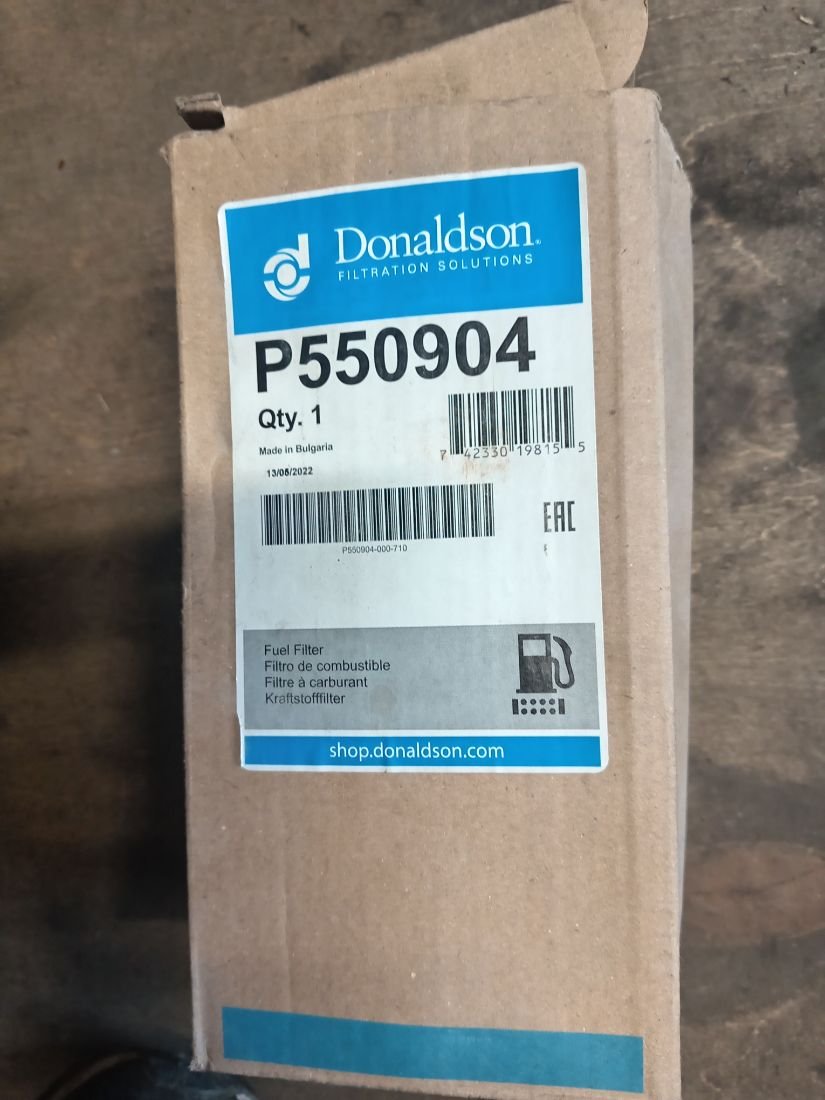 Donaldson®
FILTRATION SOLUTIONS
P550904
Qty. 1
Made in Bulgaria
13/06/2022
7 42330 19815 5
P550904-000-710
EAC
F
Fuel Filter
Filtro de combustible
Filtre à carburant
Kraftstofffilter
shop.donaldson.com